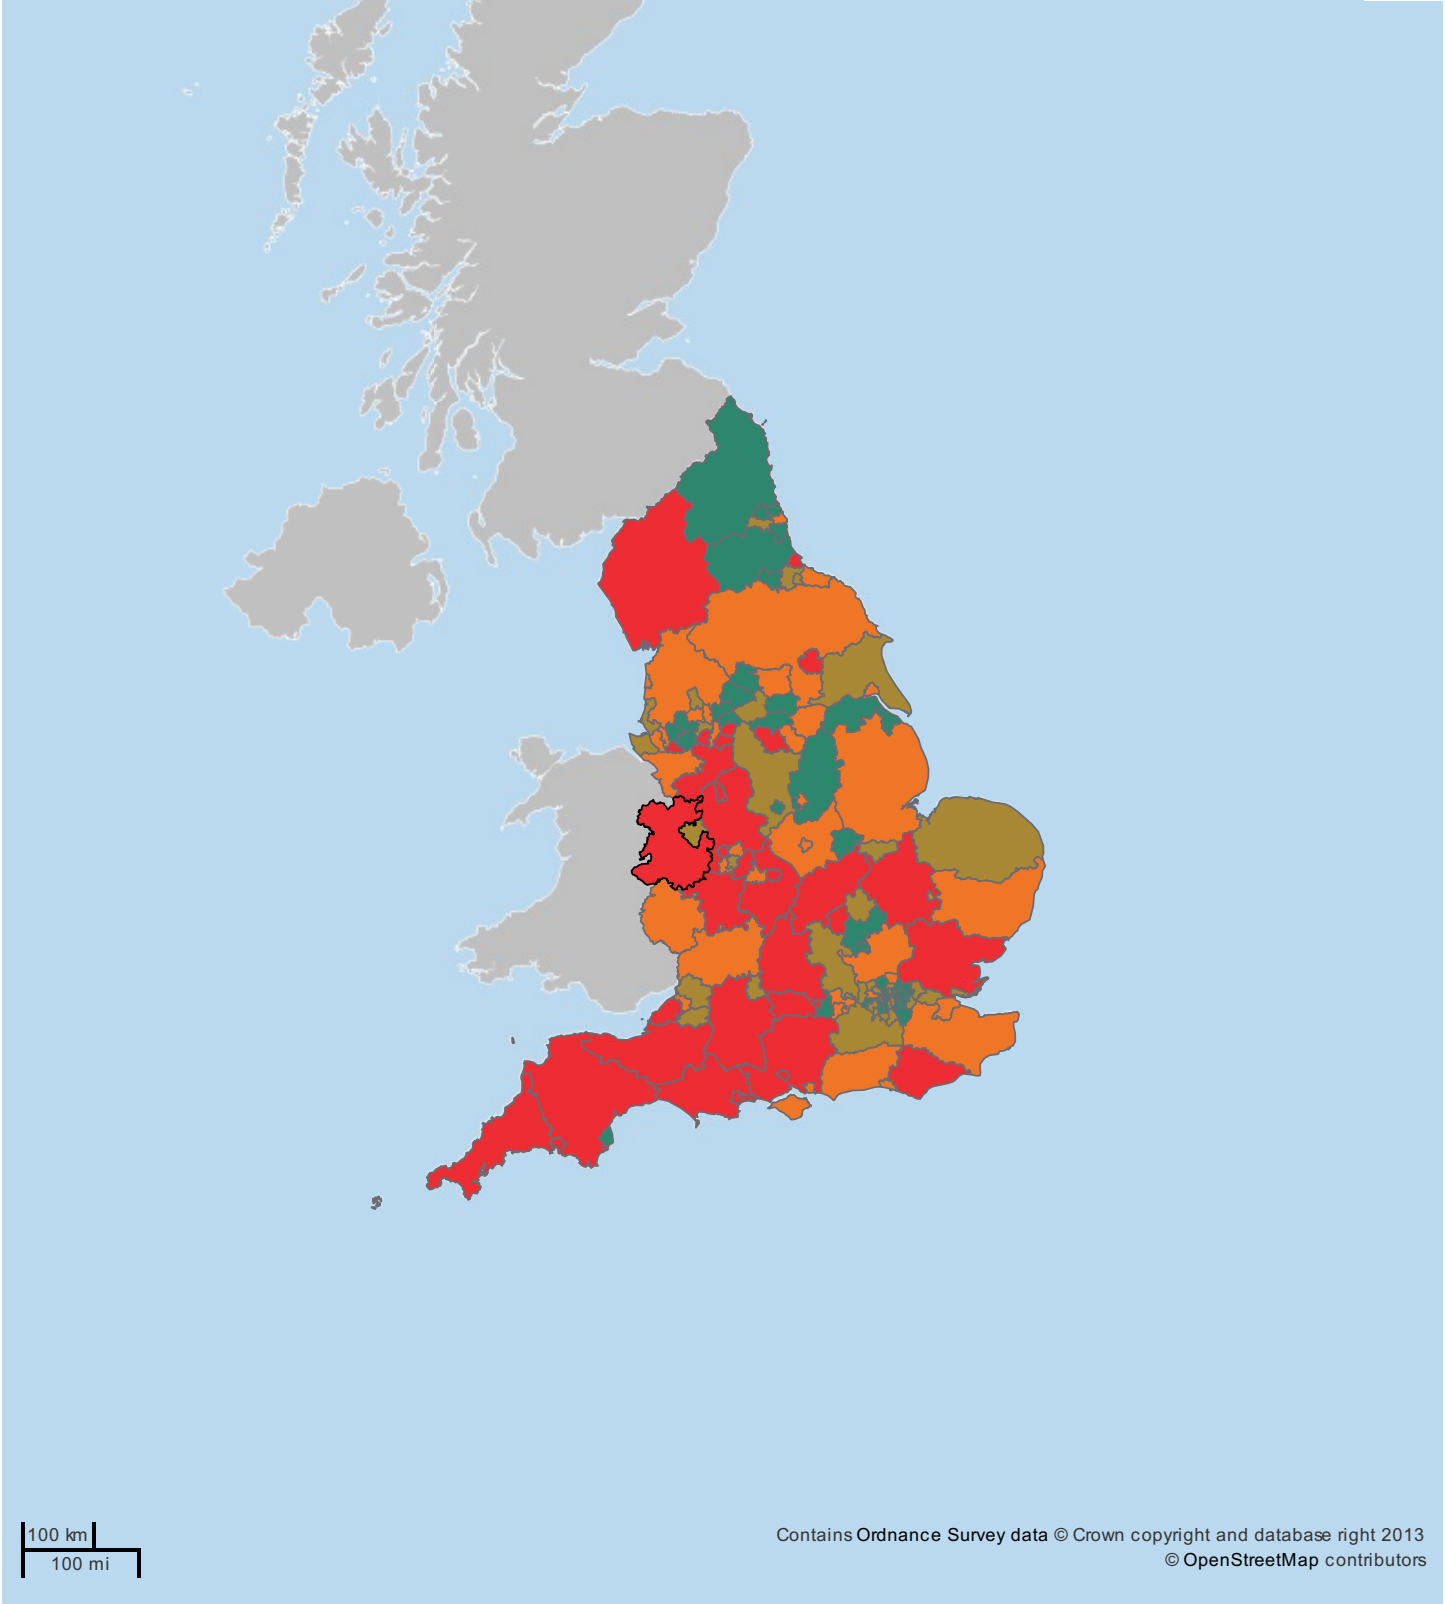 100 km
100 mi
Contains Ordnance Survey data © Crown copyright and database right 2013
© OpenStreetMap contributors